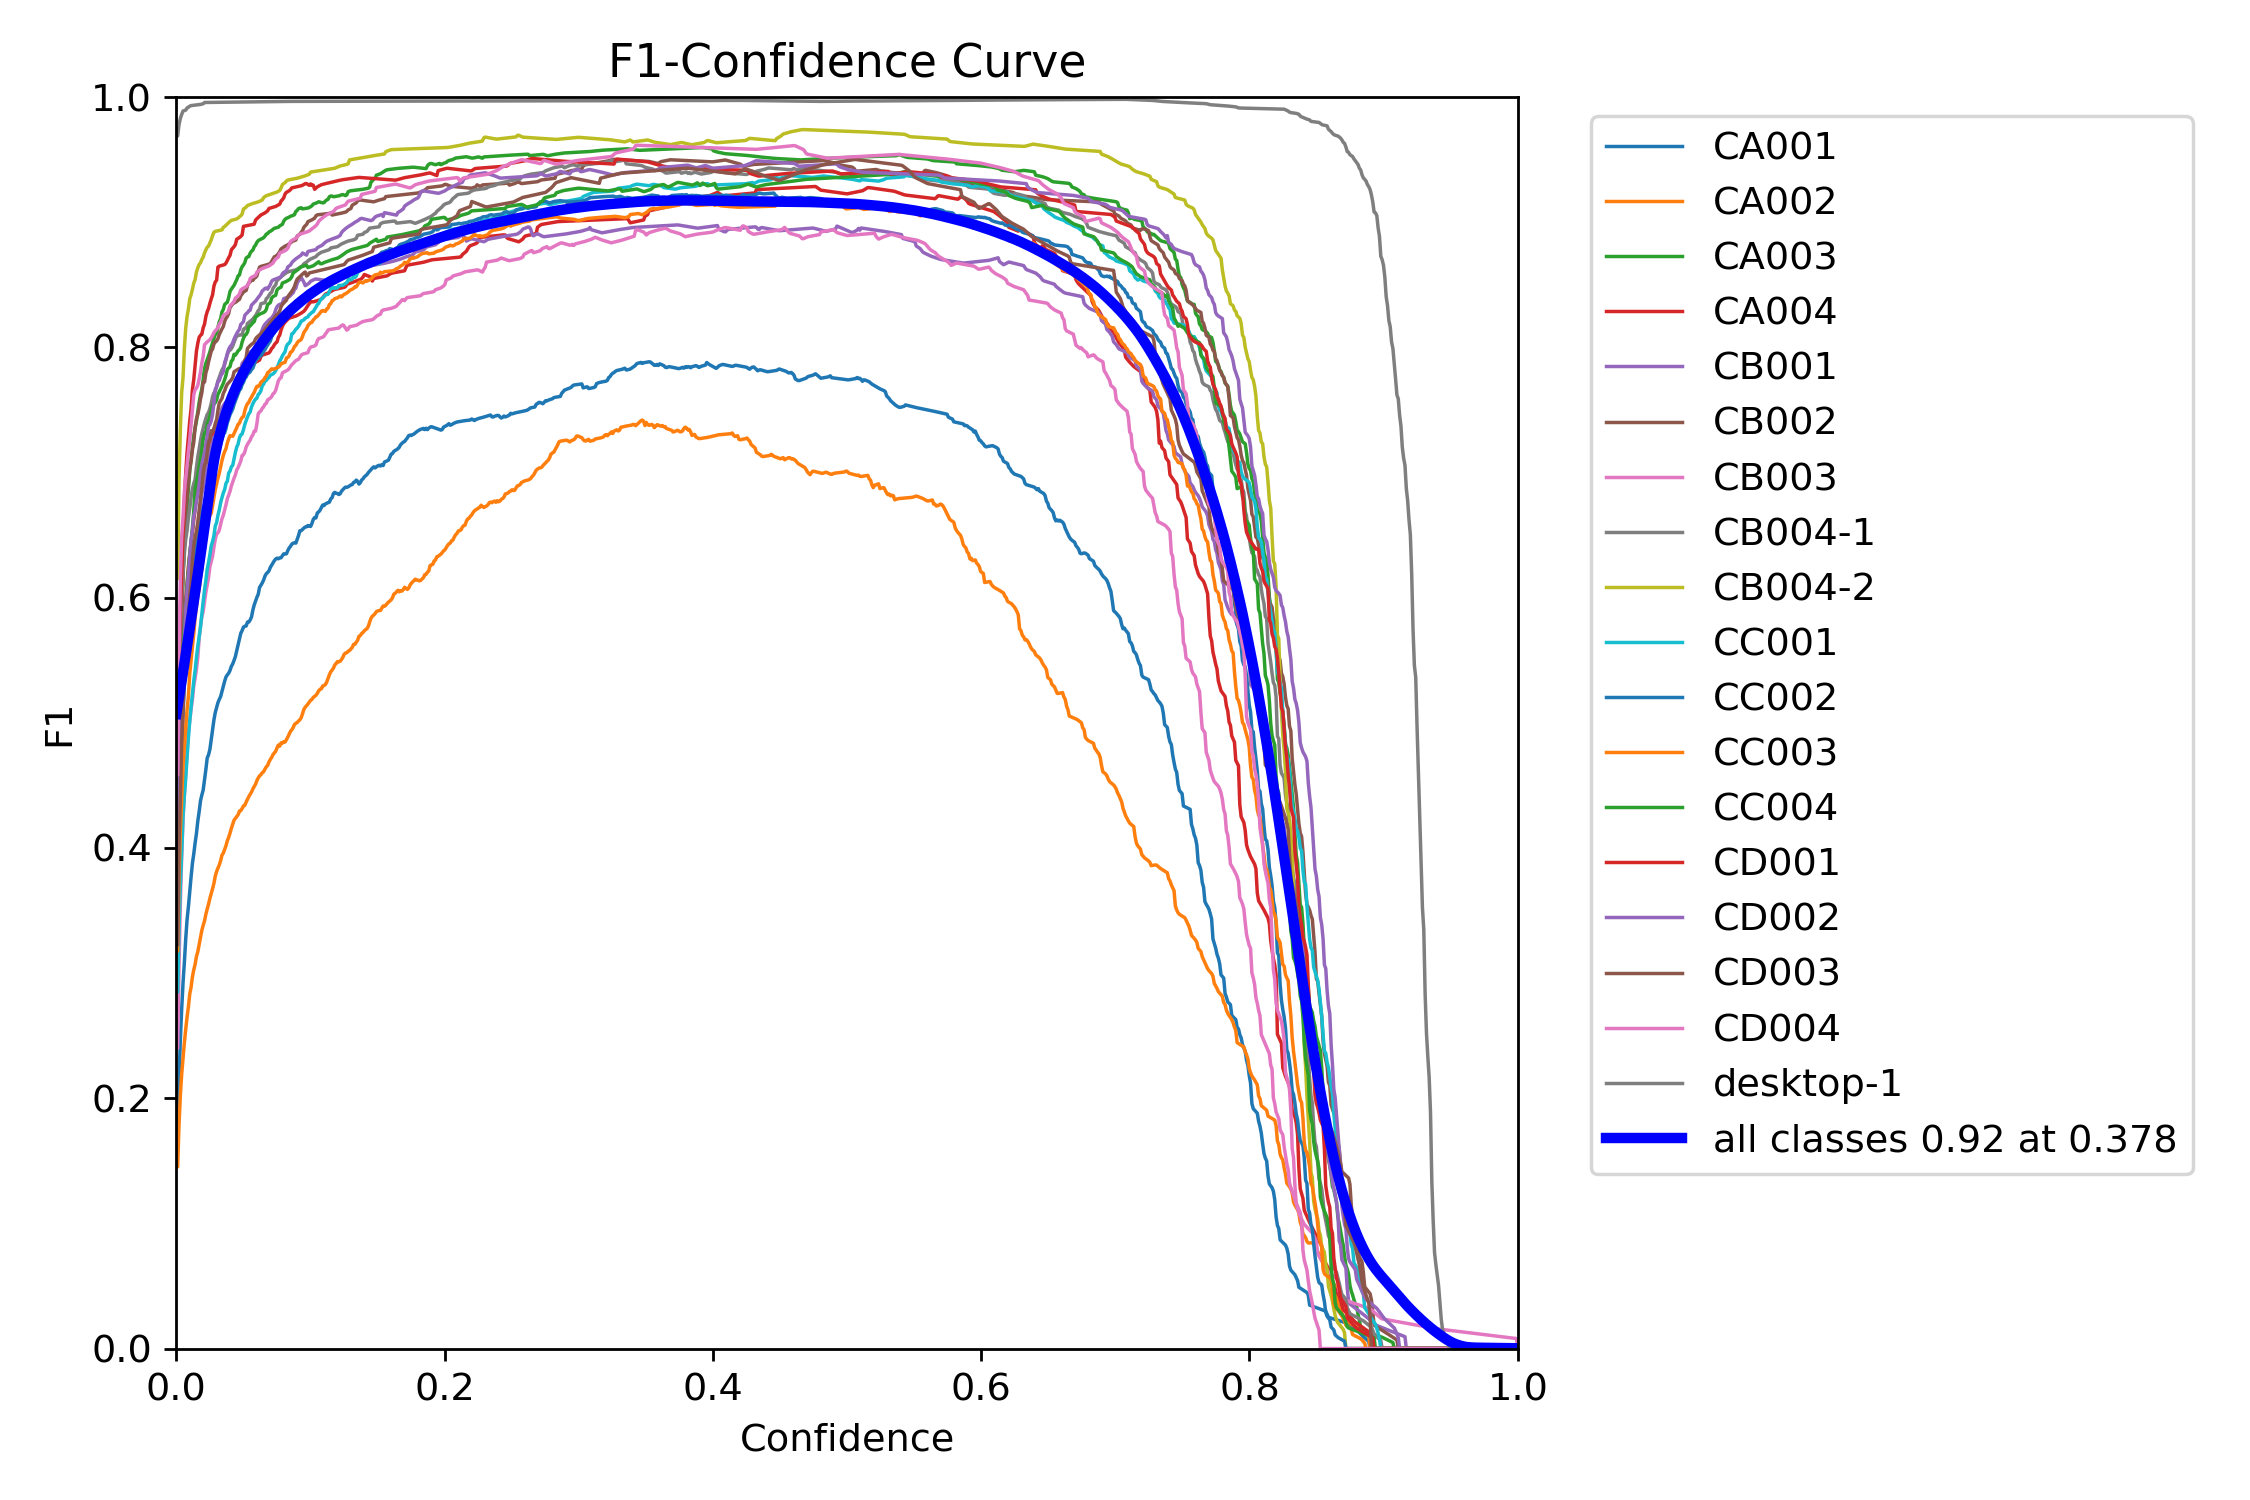 F1-Confidence Curve
1.0
0.8
0.6
0.4
0.2
0.0
F1
0.0 0.2 0.4 0.6 0.8 1.0
Confidence
CA001
CA002
CA003
CA004
CB001
CB002
CB003
CB004-1
CB004-2
CC001
CC002
CC003
CC004
CD001
CD002
CD003
CD004
desktop-1
all classes 0.92 at 0.378